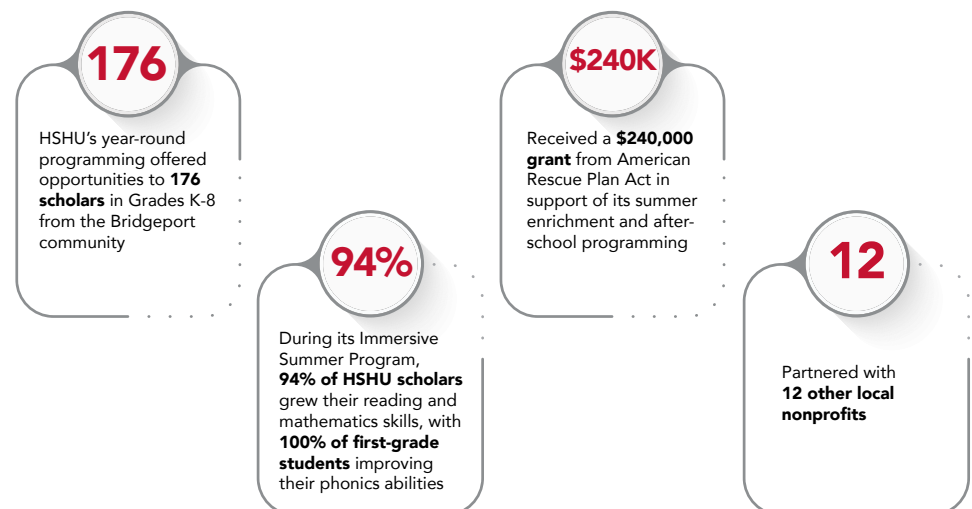 176
HSHU's year-round
programming offered
opportunities to 176
scholars in Grades K-8
from the Bridgeport
community
94%
During its Immersive
Summer Program,
94% of HSHU scholars
grew their reading and
mathematics skills, with
100% of first-grade
students improving
their phonics abilities
$240K
Received a $240,000
grant from American
Rescue Plan Act in
support of its summer
enrichment and after-
school programming
12
Partnered with
12 other local
nonprofits